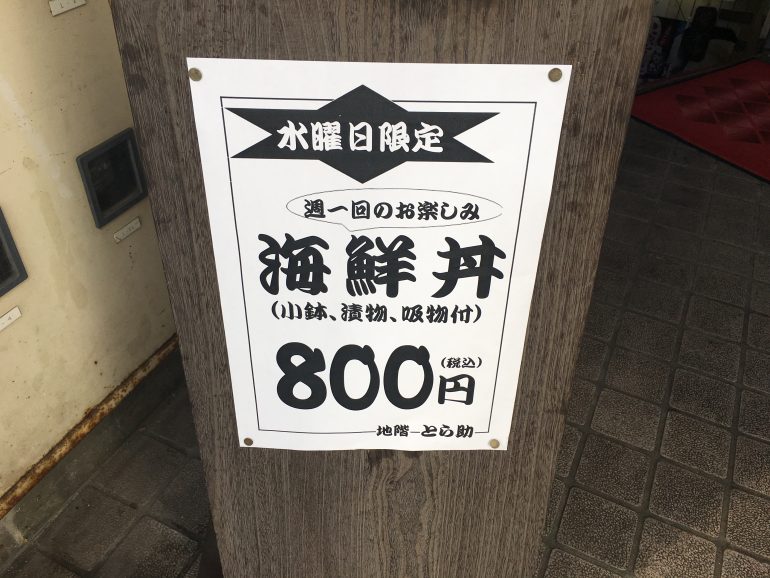 水曜日限定
週一回のお楽しみ
海鮮丼
(小鉢、漬物、吸物付)
800円(税込)
地階 とら助